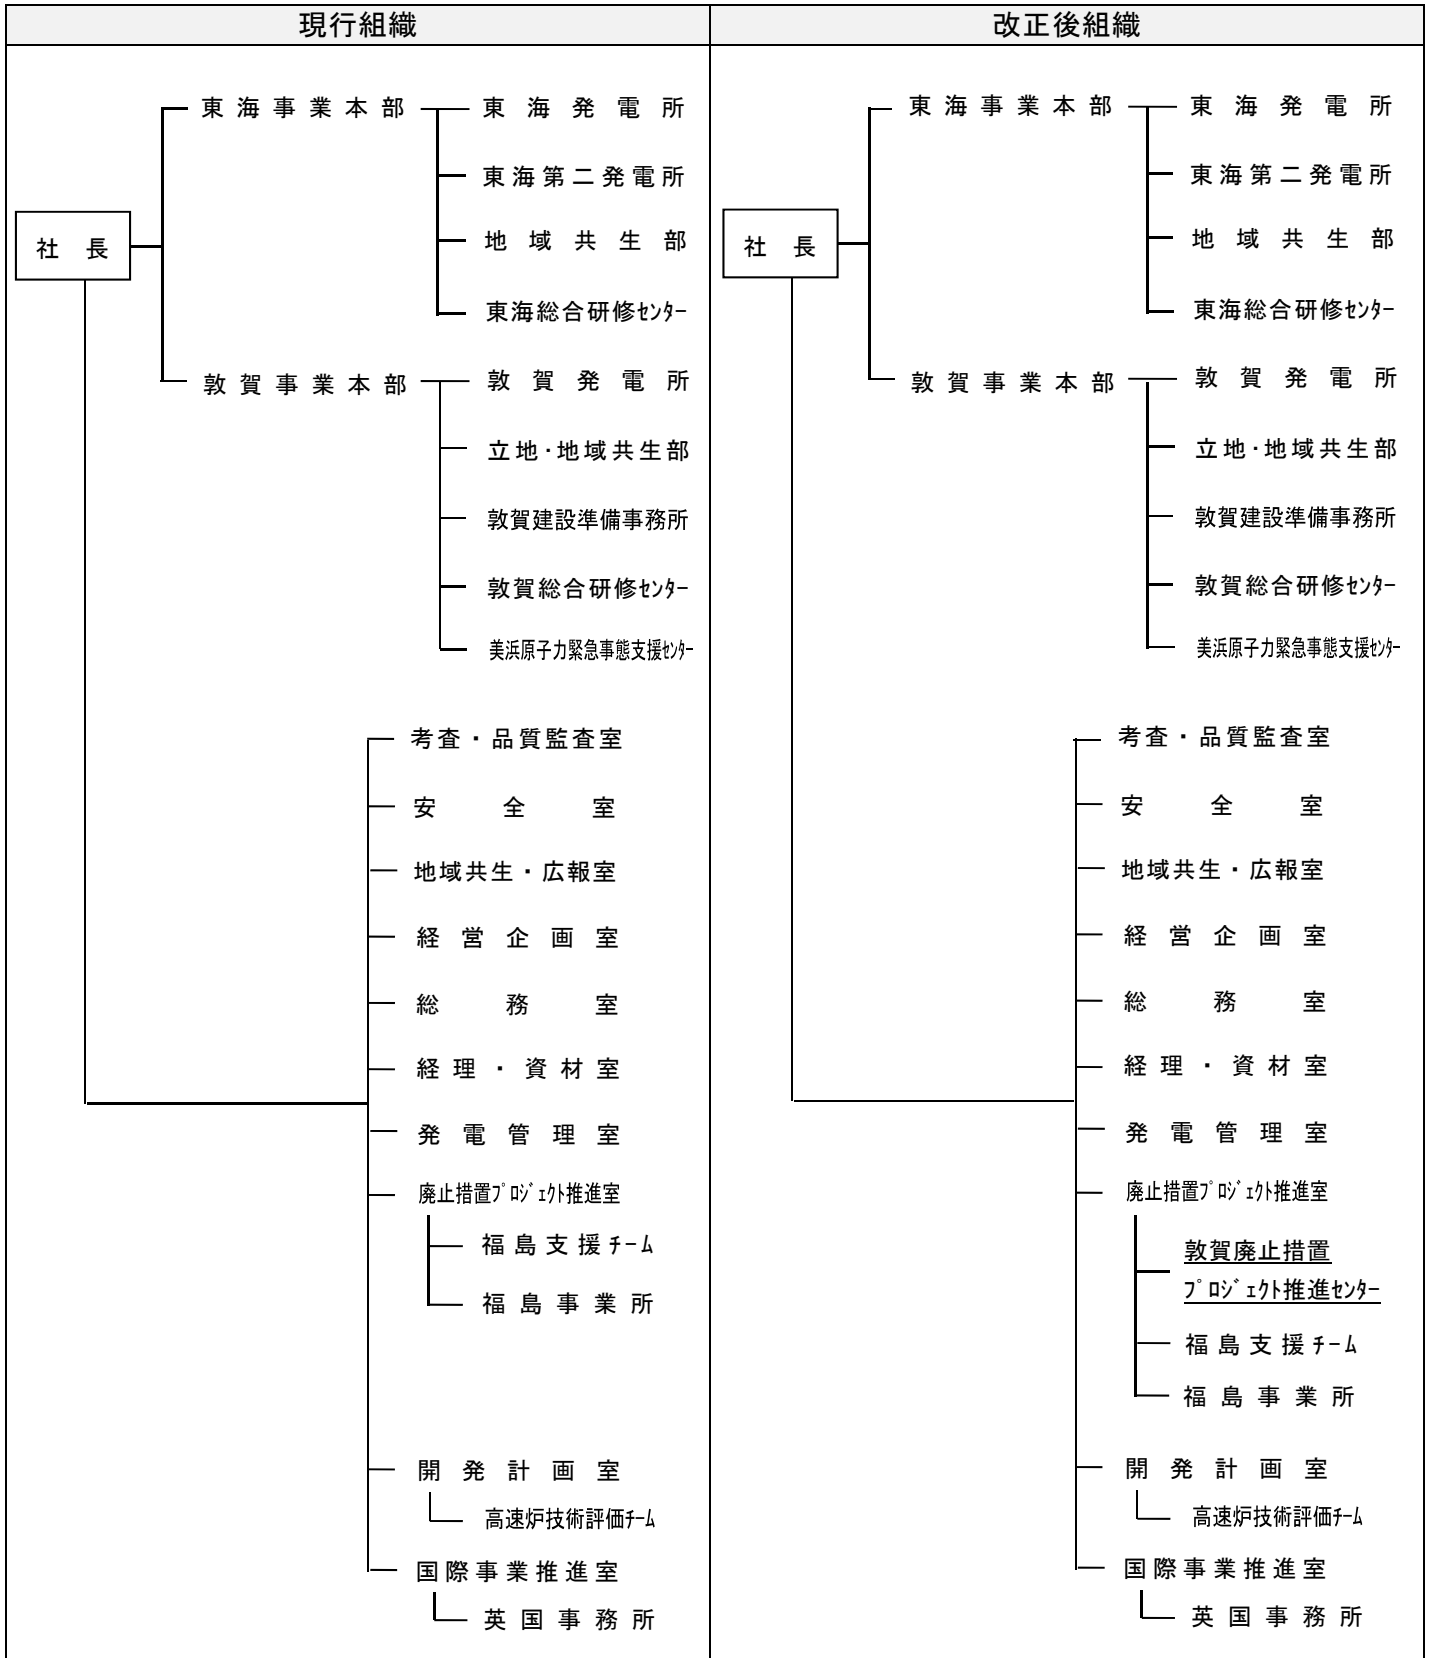 現行組織
東海事業本部
東海発電所
東海第二発電所
社長
地域共生部
東海総合研修ｾﾝﾀｰ
敦賀事業本部
敦賀発電所
立地･地域共生部
敦賀建設準備事務所
敦賀総合研修ｾﾝﾀｰ
美浜原子力緊急事態支援ｾﾝﾀｰ
考査・品質監査室
安全室
地域共生・広報室
経営企画室
総務室
経理・資材室
発電管理室
廃止措置ﾌﾟﾛｼﾞｪｸﾄ推進室
福島支援ﾁｰﾑ
福島事業所
開発計画室
高速炉技術評価ﾁｰﾑ
国際事業推進室
英国事務所
改正後組織
東海事業本部
東海発電所
東海第二発電所
社長
地域共生部
東海総合研修ｾﾝﾀｰ
敦賀事業本部
敦賀発電所
立地･地域共生部
敦賀建設準備事務所
敦賀総合研修ｾﾝﾀｰ
美浜原子力緊急事態支援ｾﾝﾀｰ
考査・品質監査室
安全室
地域共生・広報室
経営企画室
総務室
経理・資材室
発電管理室
廃止措置ﾌﾟﾛｼﾞｪｸﾄ推進室
敦賀廃止措置
ﾌﾟﾛｼﾞｪｸﾄ推進ｾﾝﾀｰ
福島支援ﾁｰﾑ
福島事業所
開発計画室
高速炉技術評価ﾁｰﾑ
国際事業推進室
英国事務所